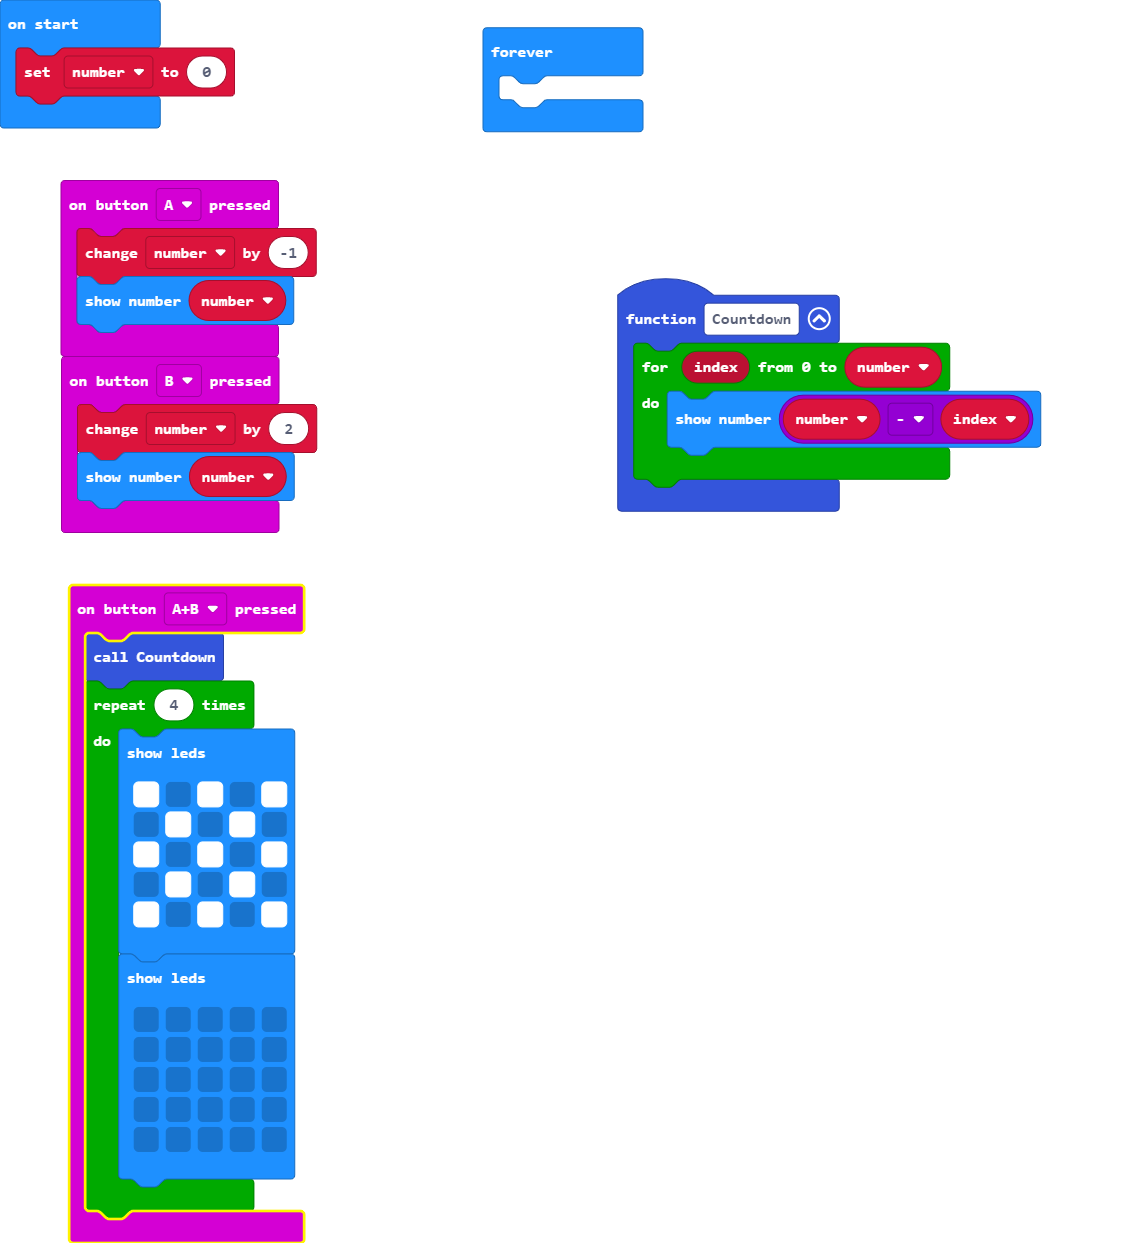 on start
set number to 0
forever
on button A pressed
change number by -1
show number number
on button B pressed
change number by 2
show number number
function Countdown
for index from 0 to number
do
show number number - index
on button A+B pressed
call Countdown
repeat 4 times
do
show leds
show leds